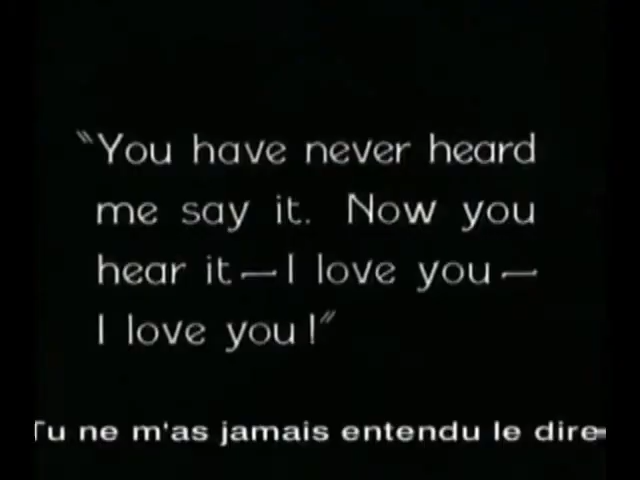 "You have never heard
me say it. Now you
hear it — I love you —
I love you!"
Tu ne m'as jamais entendu le dire